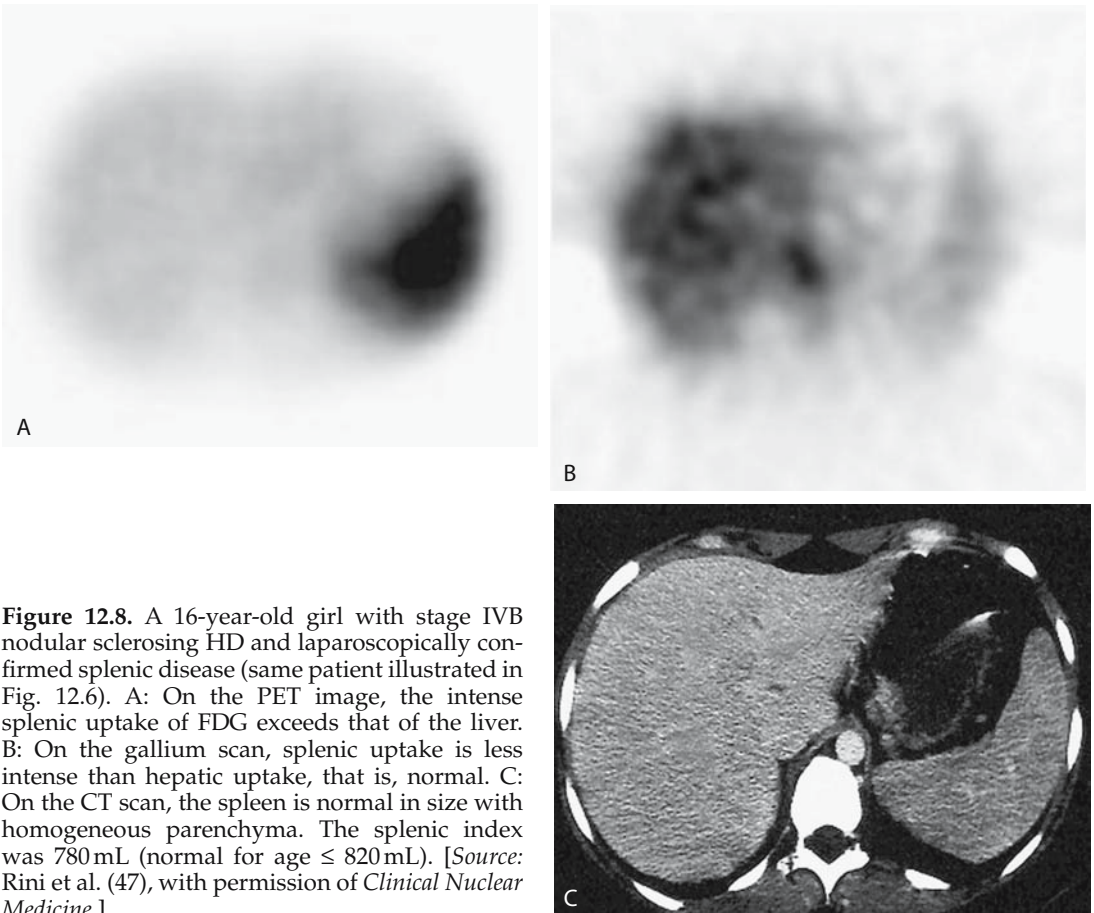 A
B
Figure 12.8. A 16-year-old girl with stage IVB
nodular sclerosing HD and laparoscopically con-
firmed splenic disease (same patient illustrated in
Fig. 12.6). A: On the PET image, the intense
splenic uptake of FDG exceeds that of the liver.
B: On the gallium scan, splenic uptake is less
intense than hepatic uptake, that is, normal. C:
On the CT scan, the spleen is normal in size with
homogeneous parenchyma. The splenic index
was 780 mL (normal for age ≤ 820 mL). [Source:
Rini et al. (47), with permission of Clinical Nuclear
Medicine.]
C